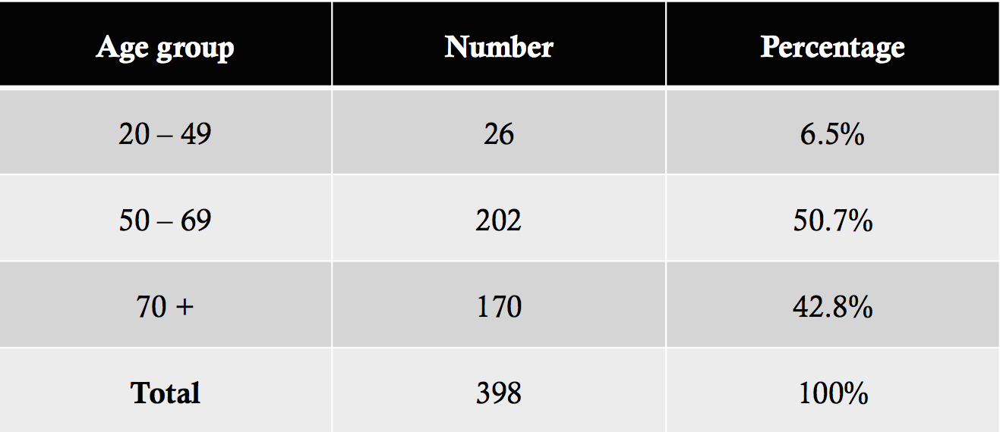 Age group Number Percentage
20 – 49 26 6.5%
50 – 69 202 50.7%
70 + 170 42.8%
Total 398 100%